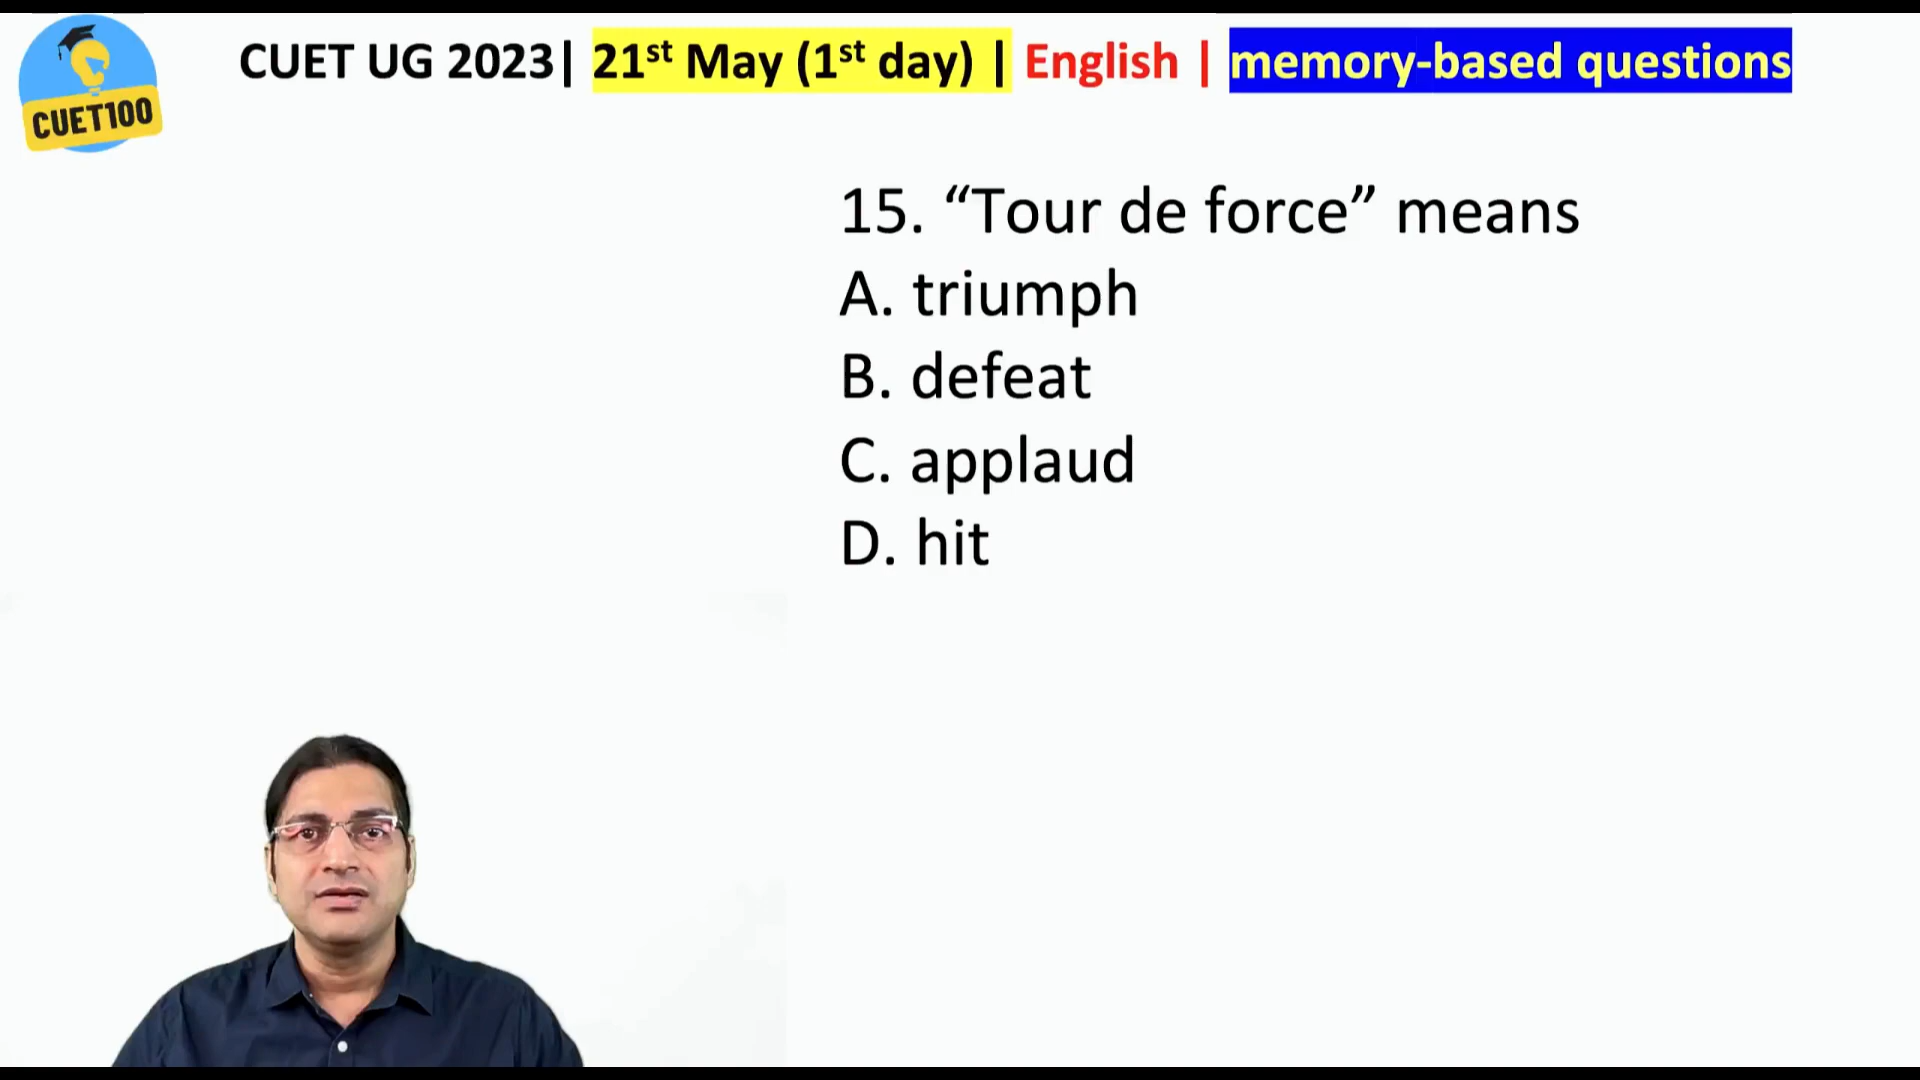 CUET100
CUET UG 2023| 21st May (1st day) | English | memory-based questions
15. “Tour de force” means
A. triumph
B. defeat
C. applaud
D. hit